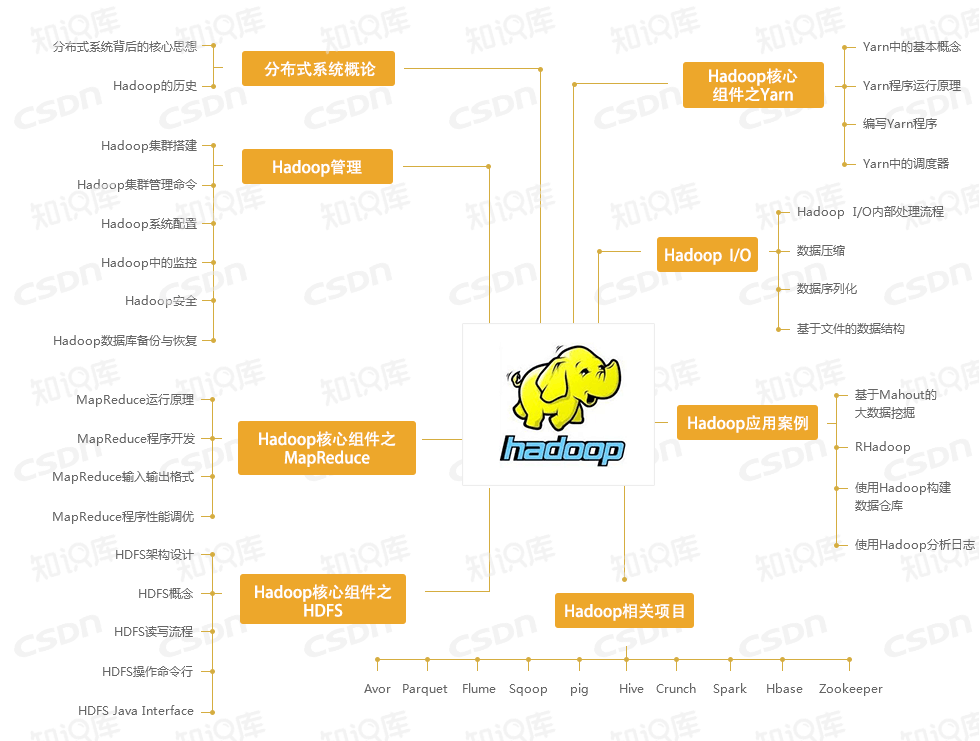 分布式系统背后的核心思想
Hadoop的历史
分布式系统概论
Hadoop集群搭建
Hadoop集群管理命令
Hadoop系统配置
Hadoop中的监控
Hadoop安全
Hadoop数据库备份与恢复
Hadoop管理
MapReduce运行原理
MapReduce程序开发
MapReduce输入输出格式
MapReduce程序性能调优
Hadoop核心组件之
MapReduce
HDFS架构设计
HDFS概念
HDFS读写流程
HDFS操作命令行
HDFS Java Interface
Hadoop核心组件之
HDFS
hadoop
Hadoop核心
组件之Yarn
Yarn中的基本概念
Yarn程序运行原理
编写Yarn程序
Yarn中的调度器
Hadoop I/O
Hadoop I/O内部处理流程
数据压缩
数据序列化
基于文件的数据结构
Hadoop应用案例
基于Mahout的
大数据挖掘
RHadoop
使用Hadoop构建
数据仓库
使用Hadoop分析日志
Hadoop相关项目
Avor Parquet Flume Sqoop pig Hive Crunch Spark Hbase Zookeeper
知识库
CSDN